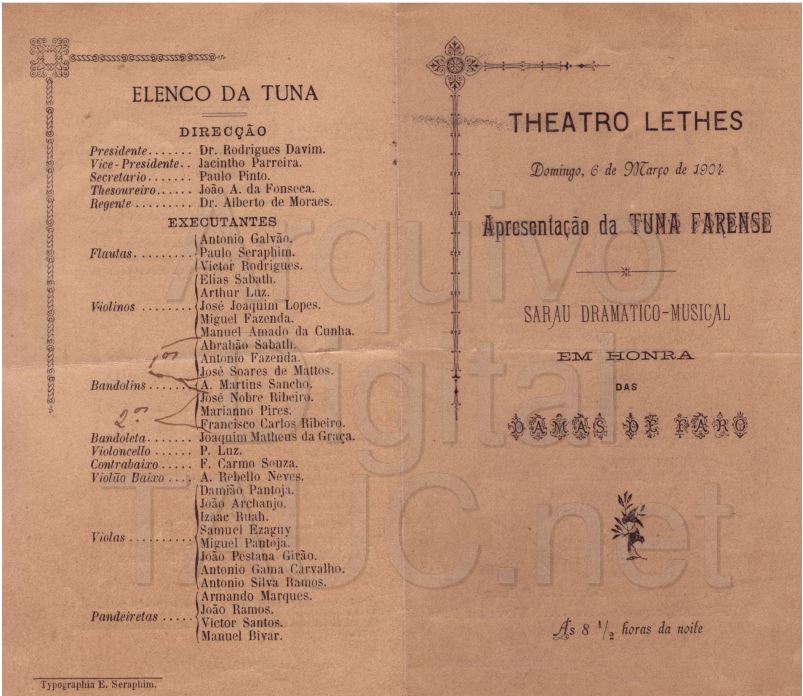 ELENCO DA TUNA
DIRECÇÃO
Presidente....... Dr. Rodrigues Davim.
Vice-Presidente.. Jacintho Parreira.
Secretario....... Paulo Pinto.
Thesoureiro...... João A. da Fonseca.
Regente ......... Dr. Alberto de Moraes.
EXECUTANTES
Antonio Galvão.
Flautas......... Paulo Seraphim.
Victor Rodrigues.
Elias Sabath.
Arthur Luz.
Violinos ....... José Joaquim Lopes.
Miguel Fazenda.
Manuel Amado da Cunha.
Abrahão Sabath.
Antonio Fazenda.
1os José Soares de Mattos.
Bandolins ...... A. Martins Sancho.
José Nobre Ribeiro.
2os Marianno Pires.
Francisco Carlos Ribeiro.
Bandoleta....... Joaquim Matheus da Graça.
Violoncello ..... P. Luz.
Contrabaixo..... F. Carmo Souza.
Violão Baixo .... A. Rebello Neves.
Damião Pantoja.
João Archanjo.
Izaac Ruah.
Samuel Ezaguy
Violas .......... Miguel Pantoja.
João Pestana Girão.
Antonio Gama Carvalho.
Antonio Silva Ramos.
Armando Marques.
João Ramos.
Pandeiretas ..... Victor Santos.
Manuel Bivar.
Typographia E. Seraphim.
THEATRO LETHES
Domingo, 6 de Março de 1904
Apresentação da TUNA FARENSE
SARAU DRAMATICO-MUSICAL
EM HONRA
DAS
DAMAS DE FARO
Ás 8 1/2 horas da noite
Arquivo
Digital
TAUC.net